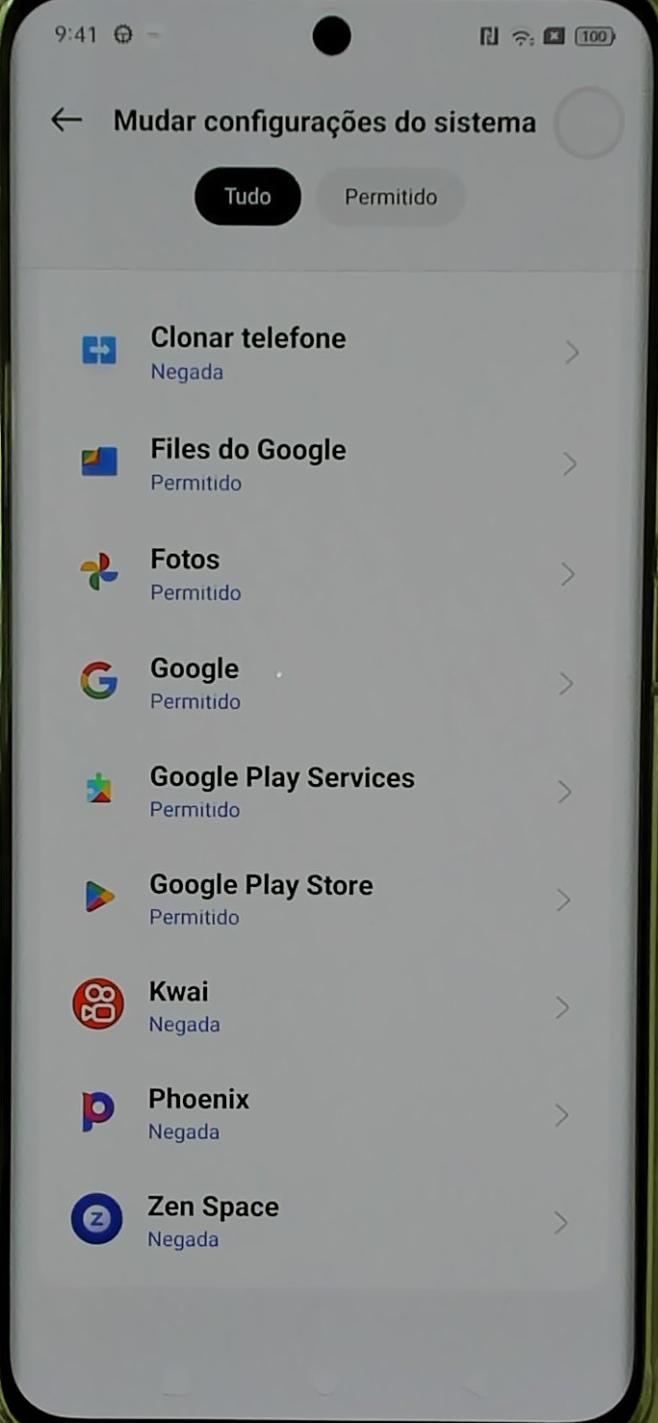 9:41
100
Mudar configurações do sistema
Tudo
Permitido
Clonar telefone
Negada
Files do Google
Permitido
Fotos
Permitido
Google
Permitido
Google Play Services
Permitido
Google Play Store
Permitido
Kwai
Negada
Phoenix
Negada
Zen Space
Negada